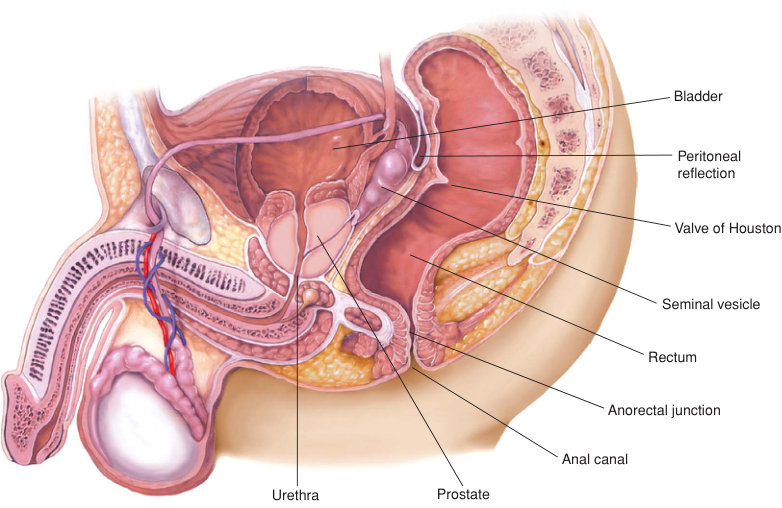 Bladder
Peritoneal
reflection
Valve of Houston
Seminal vesicle
Rectum
Anorectal junction
Anal canal
Urethra
Prostate